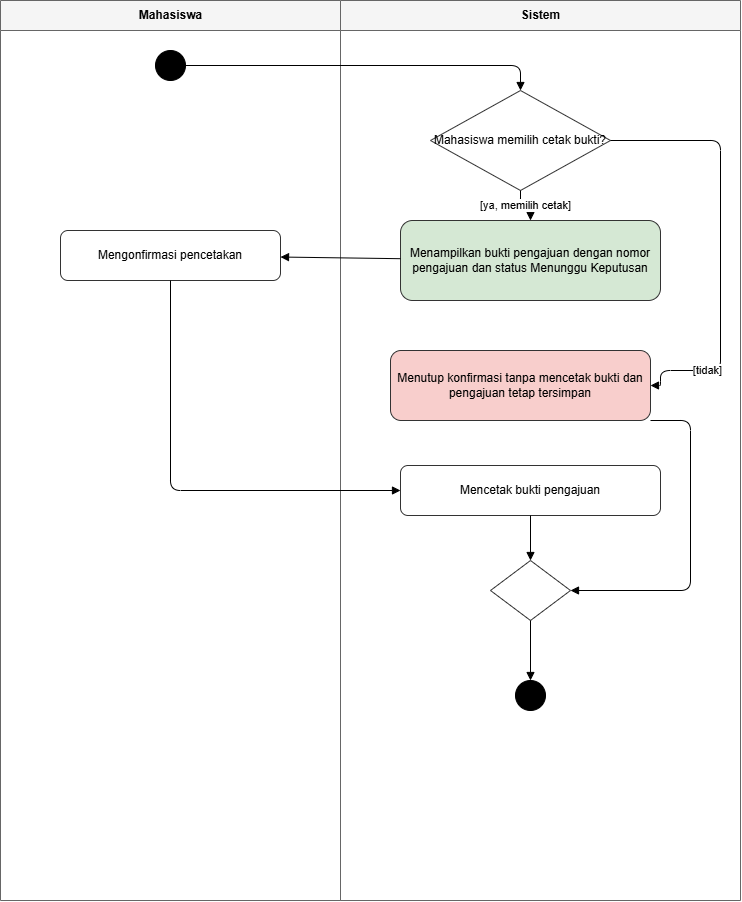 Mahasiswa
Sistem
Mahasiswa memilih cetak bukti?
[ya, memilih cetak]
Menampilkan bukti pengajuan dengan nomor
pengajuan dan status Menunggu Keputusan
Mengonfirmasi pencetakan
[tidak]
Menutup konfirmasi tanpa mencetak bukti dan
pengajuan tetap tersimpan
Mencetak bukti pengajuan